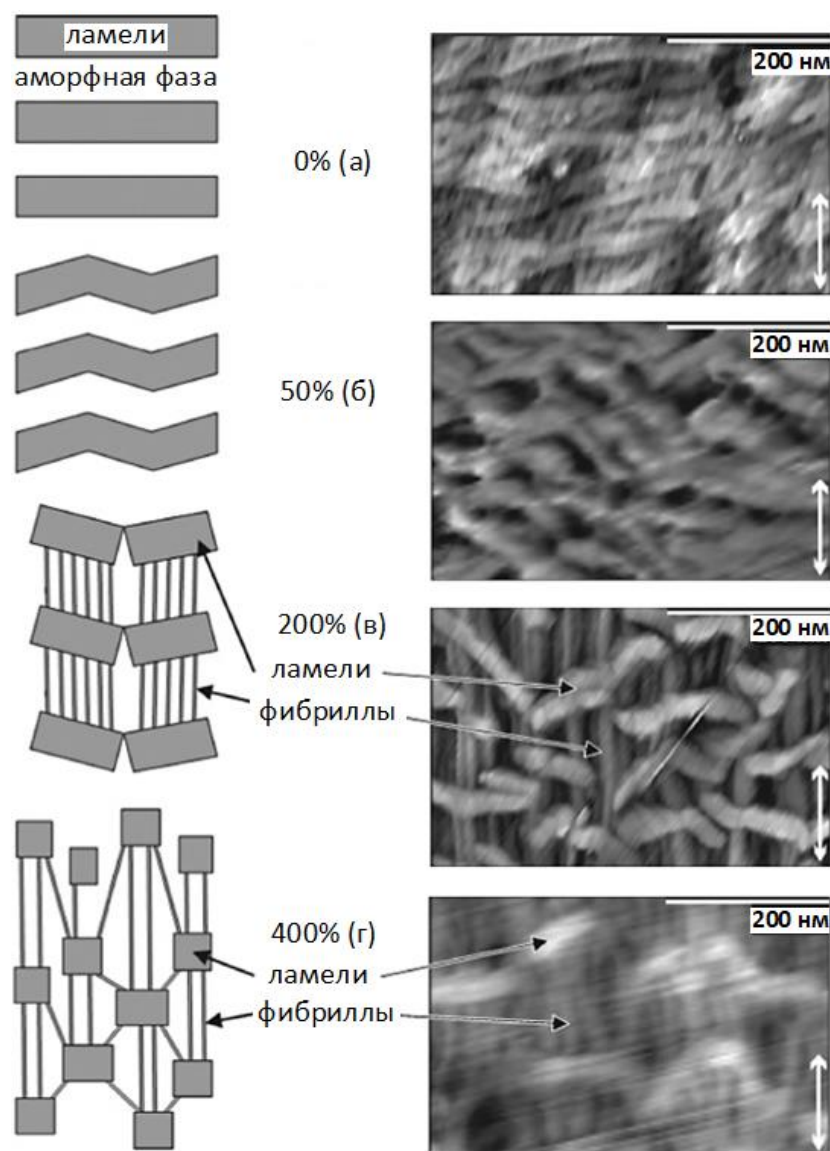 ламели
аморфная фаза
200 нм
0% (а)
200 нм
50% (б)
200 нм
200% (в)
ламели
фибриллы
200 нм
400% (г)
ламели
фибриллы